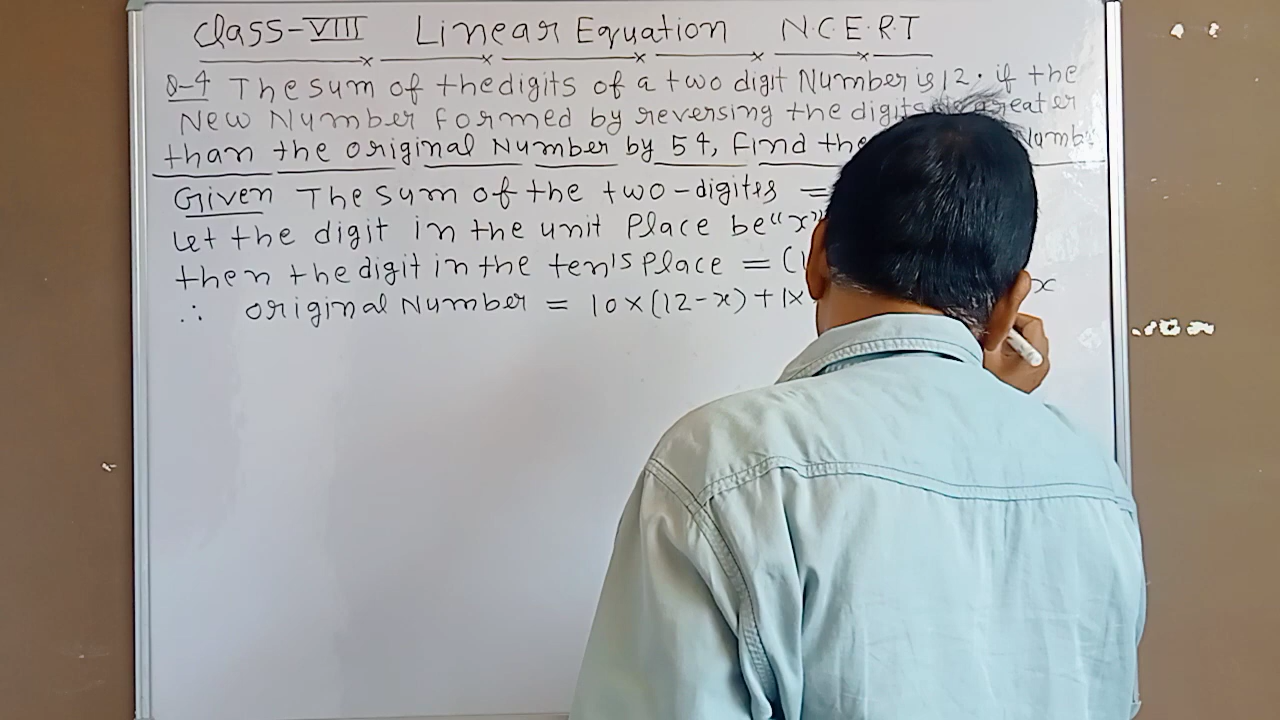 Class-VIII Linear Equation N.C.E.R.T
Q-4 The sum of the digits of a two digit Number is 12. if the
New Number formed by reversing the digits greater
than the original Number by 54, Find the
Given The sum of the two-digites =
Let the digit in the unit Place be "x"
then the digit in the ten's Place = (1
∴ original Number = 10×(12-x)+1× x